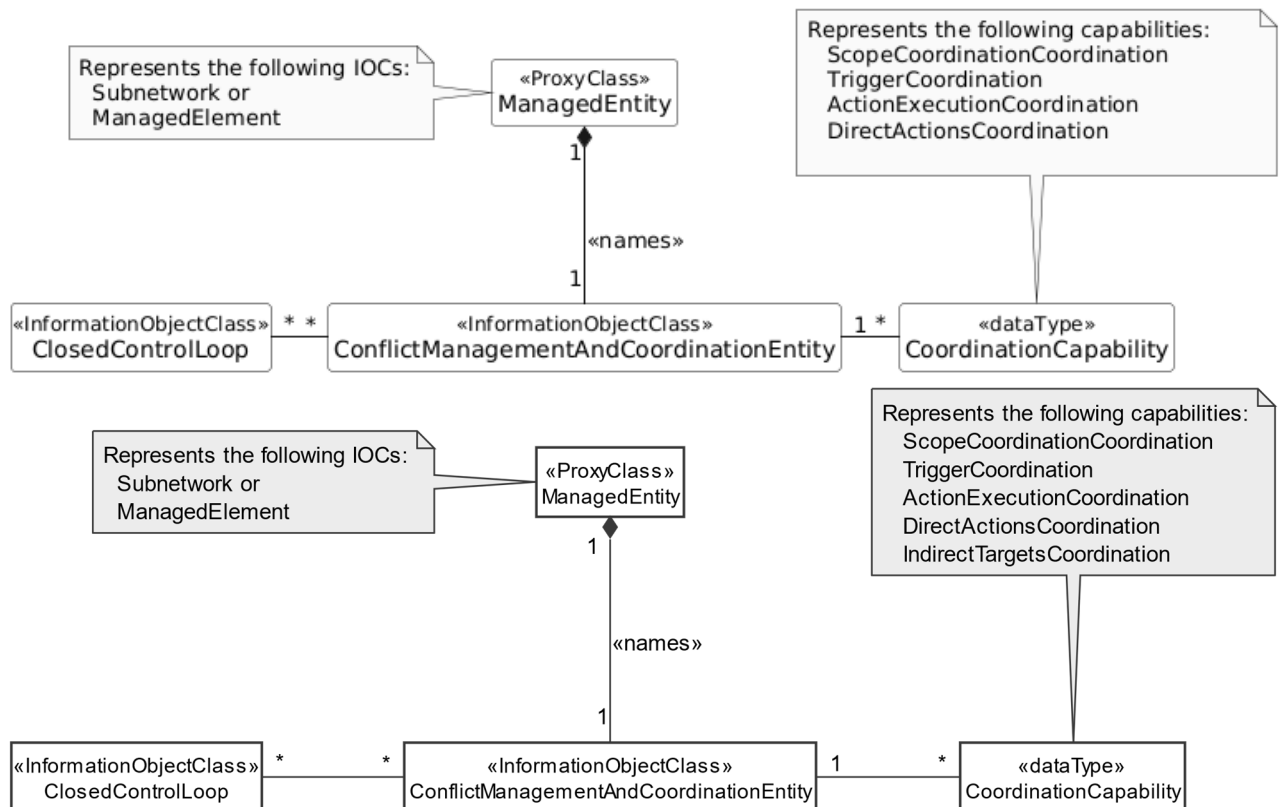 Represents the following capabilities:
ScopeCoordinationCoordination
TriggerCoordination
ActionExecutionCoordination
DirectActionsCoordination
Represents the following IOCs:
Subnetwork or
ManagedElement
«ProxyClass»
ManagedEntity
1
«names»
1
«InformationObjectClass»
ClosedControlLoop
* *
«InformationObjectClass»
ConflictManagementAndCoordinationEntity
1 *
«dataType»
CoordinationCapability
Represents the following capabilities:
ScopeCoordinationCoordination
TriggerCoordination
ActionExecutionCoordination
DirectActionsCoordination
IndirectTargetsCoordination
Represents the following IOCs:
Subnetwork or
ManagedElement
«ProxyClass»
ManagedEntity
1
«names»
1
«InformationObjectClass»
ClosedControlLoop
* *
«InformationObjectClass»
ConflictManagementAndCoordinationEntity
1 *
«dataType»
CoordinationCapability